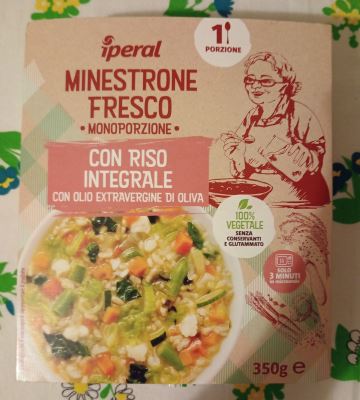 iperal
1
PORZIONE
MINESTRONE
FRESCO
• MONOPORZIONE •
CON RISO
INTEGRALE
CON OLIO EXTRAVERGINE DI OLIVA
100%
VEGETALE
SENZA
CONSERVANTI
E GLUTAMMATO
SOLO
3 MINUTI
350g e